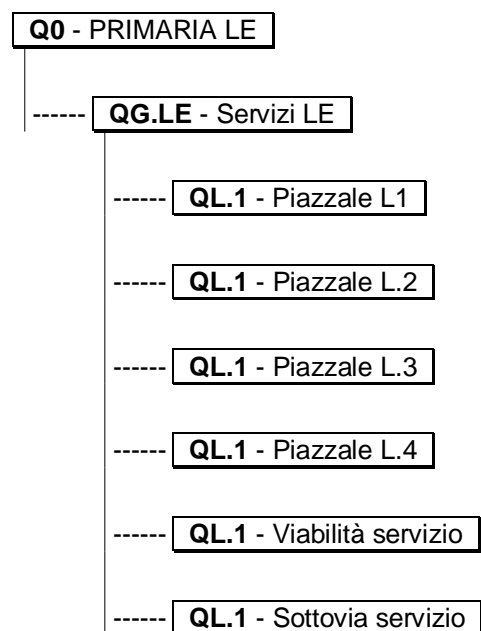 Q0 - PRIMARIA LE
------ QG.LE - Servizi LE
------ QL.1 - Piazzale L1
------ QL.1 - Piazzale L.2
------ QL.1 - Piazzale L.3
------ QL.1 - Piazzale L.4
------ QL.1 - Viabilità servizio
------ QL.1 - Sottovia servizio